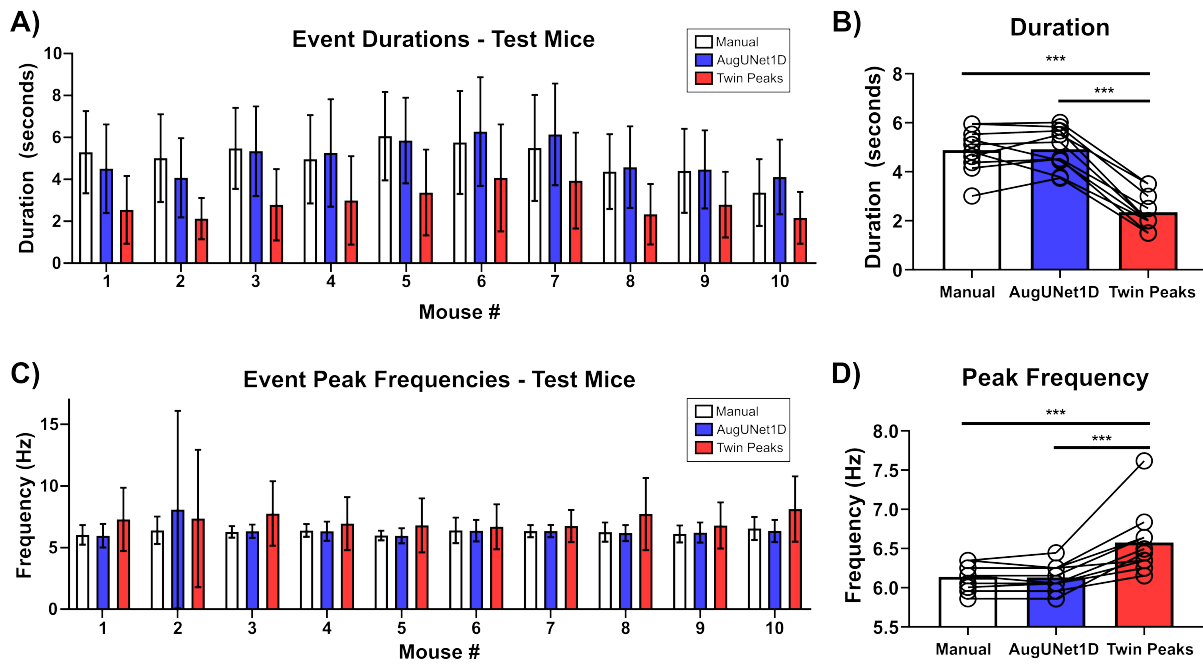 A)
Event Durations - Test Mice
Manual
AugUNet1D
Twin Peaks
Duration (seconds)
10
8
6
4
2
0
1 2 3 4 5 6 7 8 9 10
Mouse #
B)
Duration
***
***
Duration (seconds)
8
6
4
2
0
Manual AugUNet1D Twin Peaks
C)
Event Peak Frequencies - Test Mice
Manual
AugUNet1D
Twin Peaks
Frequency (Hz)
15
10
5
0
1 2 3 4 5 6 7 8 9 10
Mouse #
D)
Peak Frequency
***
***
Frequency (Hz)
8.0
7.5
7.0
6.5
6.0
5.5
Manual AugUNet1D Twin Peaks